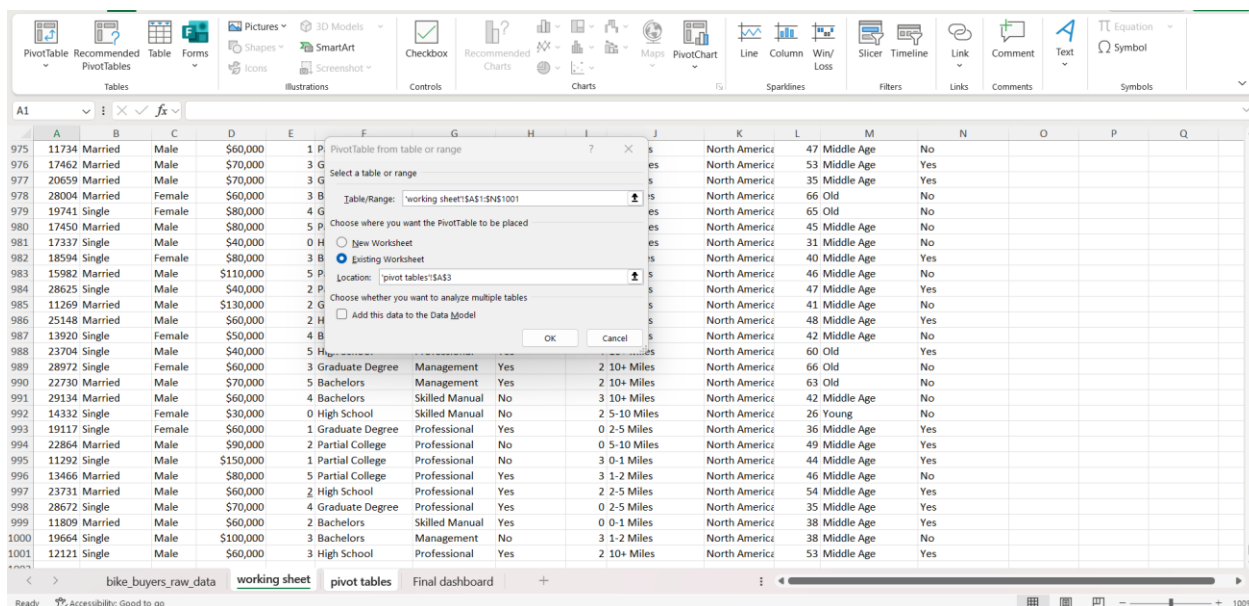 PivotTable Recommended PivotTables Table Forms
Tables
Pictures 3D Models
Shapes SmartArt
Icons Screenshot
Illustrations
Checkbox
Controls
Recommended Charts
Maps PivotChart
Charts
Line Column Win/Loss
Sparklines
Slicer Timeline
Filters
Link
Links
Comment
Comments
Text
Equation
Symbol
Symbols
A1 fx
A B C D E F G H I J K L M N O P Q
975 11734 Married Male $60,000 1 P North America 47 Middle Age No
976 17462 Married Male $70,000 3 G North America 53 Middle Age Yes
977 20659 Married Male $70,000 3 G North America 35 Middle Age Yes
978 28004 Married Female $60,000 3 B North America 66 Old No
979 19741 Single Female $80,000 4 G North America 65 Old No
980 17450 Married Male $80,000 5 P North America 45 Middle Age No
981 17337 Single Male $40,000 0 H North America 31 Middle Age No
982 18594 Single Female $80,000 3 B North America 40 Middle Age Yes
983 15982 Married Male $110,000 5 P North America 46 Middle Age No
984 28625 Single Male $40,000 2 P North America 47 Middle Age Yes
985 11269 Married Male $130,000 2 G North America 41 Middle Age No
986 25148 Married Male $60,000 2 H North America 48 Middle Age Yes
987 13920 Single Female $50,000 4 B North America 42 Middle Age No
988 23704 Single Male $40,000 5 North America 60 Old Yes
PivotTable from table or range ? ×
Select a table or range
Table/Range: 'working sheet'!$A$1:$N$1001
Choose where you want the PivotTable to be placed
New Worksheet
Existing Worksheet
Location: 'pivot tables'!$A$3
Choose whether you want to analyze multiple tables
Add this data to the Data Model
OK Cancel
989 28972 Single Female $60,000 3 Graduate Degree Management Yes 2 10+ Miles North America 66 Old No
990 22730 Married Male $70,000 5 Bachelors Management Yes 2 10+ Miles North America 63 Old No
991 29134 Married Male $60,000 4 Bachelors Skilled Manual No 3 10+ Miles North America 42 Middle Age No
992 14332 Single Female $30,000 0 High School Skilled Manual No 2 5-10 Miles North America 26 Young No
993 19117 Single Female $60,000 1 Graduate Degree Professional Yes 0 2-5 Miles North America 36 Middle Age Yes
994 22864 Married Male $90,000 2 Partial College Professional No 0 5-10 Miles North America 49 Middle Age Yes
995 11292 Single Male $150,000 1 Partial College Professional No 3 0-1 Miles North America 44 Middle Age Yes
996 13466 Married Male $80,000 5 Partial College Professional Yes 3 1-2 Miles North America 46 Middle Age No
997 23731 Married Male $60,000 2 High School Professional Yes 2 2-5 Miles North America 54 Middle Age Yes
998 28672 Single Male $70,000 4 Graduate Degree Professional Yes 0 2-5 Miles North America 35 Middle Age Yes
999 11809 Married Male $60,000 2 Bachelors Skilled Manual Yes 0 0-1 Miles North America 38 Middle Age Yes
1000 19664 Single Male $100,000 3 Bachelors Management No 3 1-2 Miles North America 38 Middle Age No
1001 12121 Single Male $60,000 3 High School Professional Yes 2 10+ Miles North America 53 Middle Age Yes
bike_buyers_raw_data working sheet pivot tables Final dashboard +
Ready Accessibility: Good to go 100%